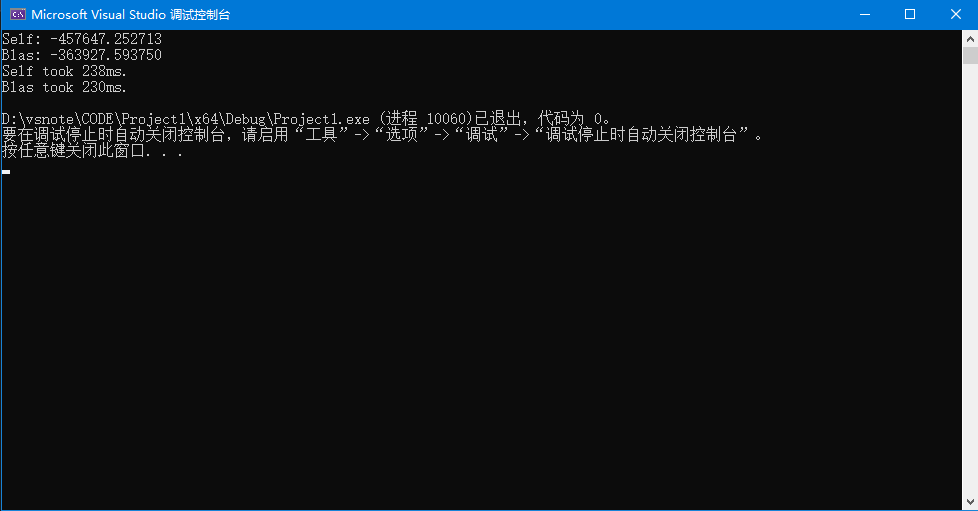 Microsoft Visual Studio 调试控制台
Self: -457647.252713
Blas: -363927.593750
Self took 238ms.
Blas took 230ms.
D:\vsnote\CODE\Project1\x64\Debug\Project1.exe (进程 10060)已退出，代码为 0。
要在调试停止时自动关闭控制台，请启用“工具”->“选项”->“调试”->“调试停止时自动关闭控制台”。
按任意键关闭此窗口. . .